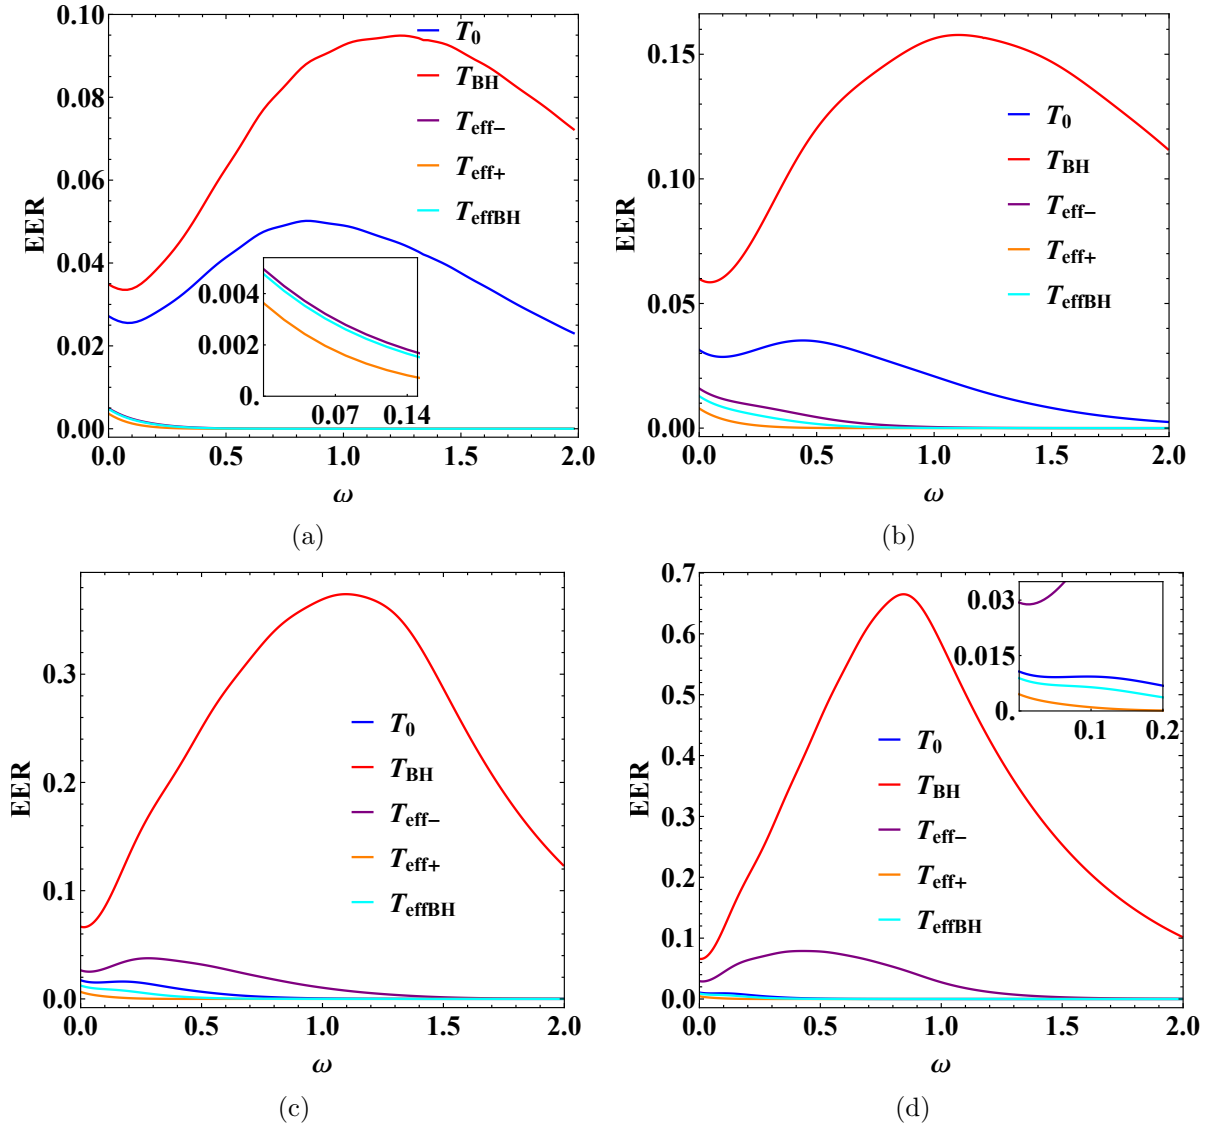 0.10
0.08
0.06
0.04
0.02
0.00
EER
T0
TBH
Teff−
Teff+
TeffBH
0.004
0.002
0.
0.07 0.14
0.0 0.5 1.0 1.5 2.0
ω
(a)
0.15
0.10
0.05
0.00
EER
T0
TBH
Teff−
Teff+
TeffBH
0.0 0.5 1.0 1.5 2.0
ω
(b)
0.3
0.2
0.1
0.0
EER
T0
TBH
Teff−
Teff+
TeffBH
0.0 0.5 1.0 1.5 2.0
ω
(c)
0.7
0.6
0.5
0.4
0.3
0.2
0.1
0.0
EER
0.03
0.015
0.
0.1 0.2
T0
TBH
Teff−
Teff+
TeffBH
0.0 0.5 1.0 1.5 2.0
ω
(d)